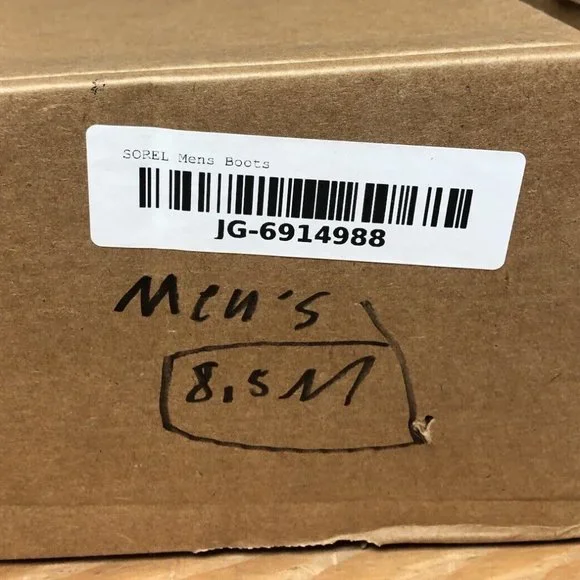 SOREL Mens Boots
JG-6914988
Men's
8.5M